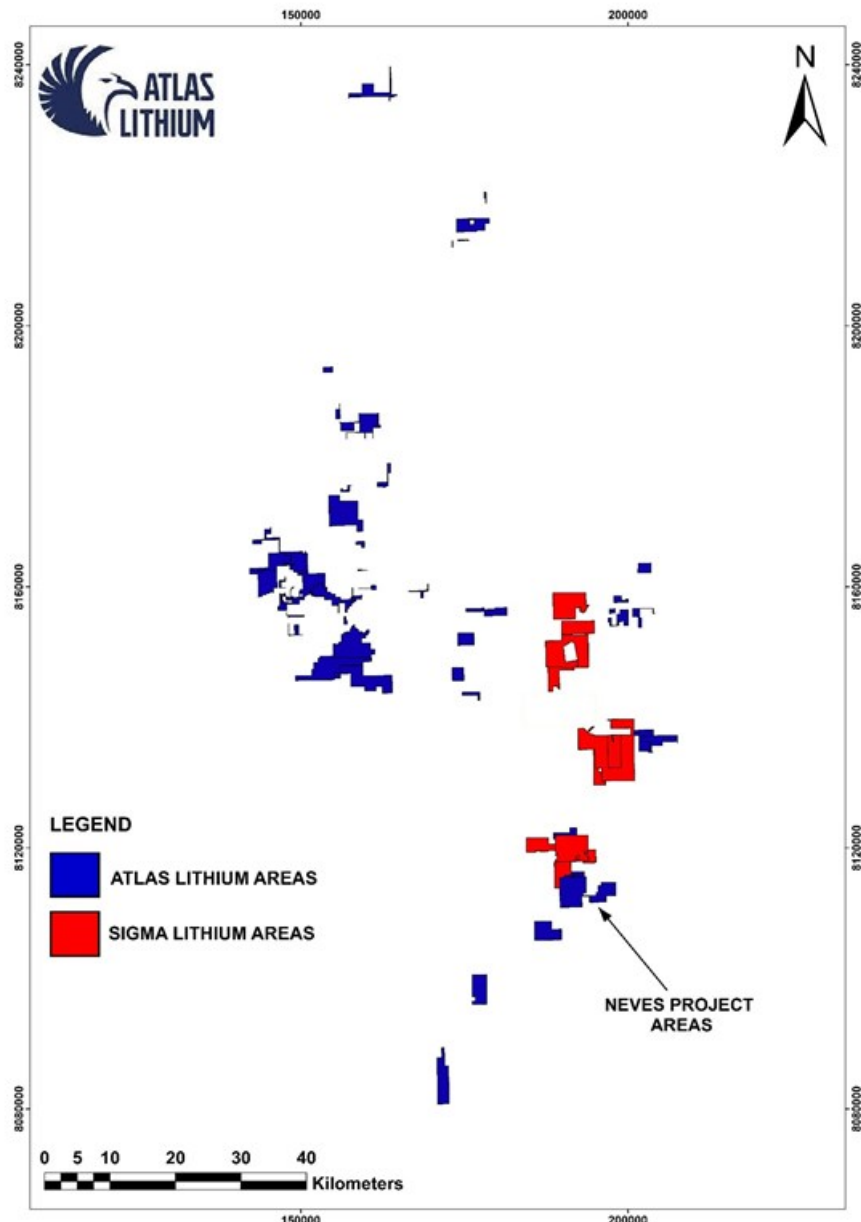 150000
200000
8240000
8240000
ATLAS
LITHIUM
N
8200000
8200000
8160000
8160000
LEGEND
8120000
8120000
ATLAS LITHIUM AREAS
SIGMA LITHIUM AREAS
NEVES PROJECT
AREAS
8080000
8080000
0 5 10 20 30 40
Kilometers
150000
200000